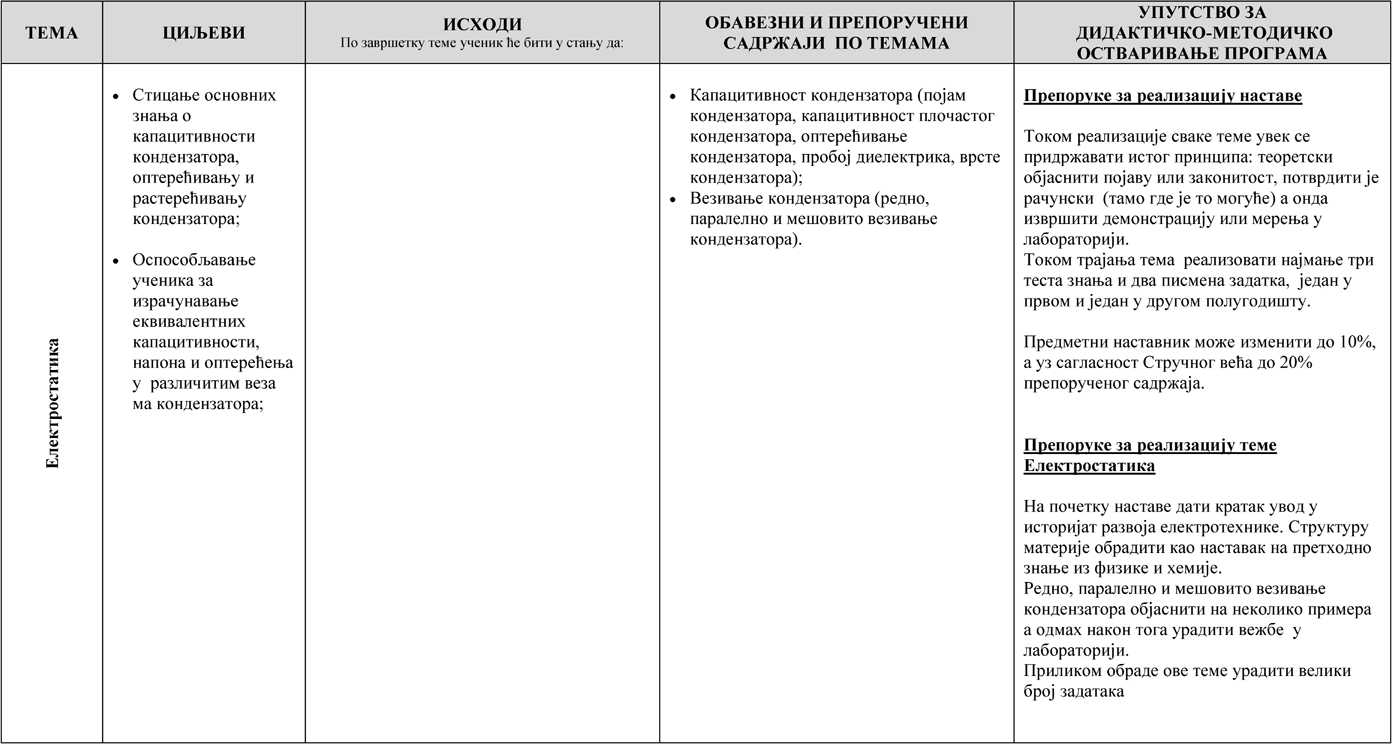 ТЕМА
ЦИЉЕВИ
ИСХОДИ
По завршетку теме ученик ће бити у стању да:
ОБАВЕЗНИ И ПРЕПОРУЧЕНИ
САДРЖАЈИ ПО ТЕМАМА
УПУТСТВО ЗА
ДИДАКТИЧКО-МЕТОДИЧКО
ОСТВАРИВАЊЕ ПРОГРАМА
Електростатика
• Стицање основних
знања о
капацитивности
кондензатора,
оптерећивању и
растерећивању
кондензатора;
• Оспособљавање
ученика за
израчунавање
еквивалентних
капацитивности,
напона и оптерећења
у различитим веза
ма кондензатора;
• Капацитивност кондензатора (појам
кондензатора, капацитивност плочастог
кондензатора, оптерећивање
кондензатора, пробој диелектрика, врсте
кондензатора);
• Везивање кондензатора (редно,
паралелно и мешовито везивање
кондензатора).
Препоруке за реализацију наставе
Током реализације сваке теме увек се
придржавати истог принципа: теоретски
објаснити појаву или законитост, потврдити је
рачунски (тамо где је то могуће) а онда
извршити демонстрацију или мерења у
лабораторији.
Током трајања тема реализовати најмање три
теста знања и два писмена задатка, један у
првом и један у другом полугодишту.
Предметни наставник може изменити до 10%,
а уз сагласност Стручног већа до 20%
препорученог садржаја.
Препоруке за реализацију теме
Електростатика
На почетку наставе дати кратак увод у
историјат развоја електротехнике. Структуру
материје обрадити као наставак на претходно
знање из физике и хемије.
Редно, паралелно и мешовито везивање
кондензатора објаснити на неколико примера
а одмах након тога урадити вежбе у
лабораторији.
Приликом обраде ове теме урадити велики
број задатака